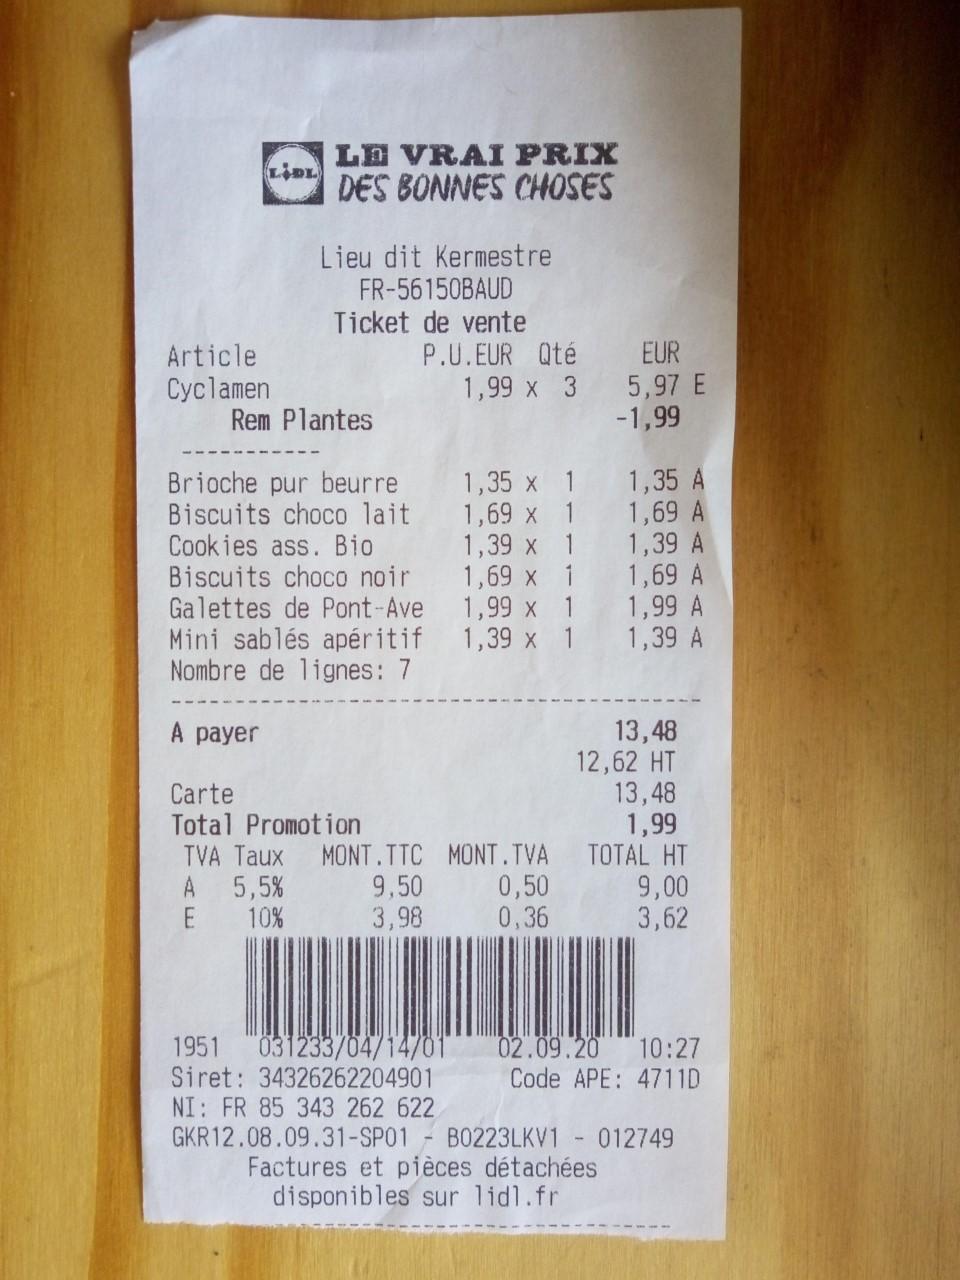 LIDL LE VRAI PRIX
DES BONNES CHOSES
Lieu dit Kermestre
FR-56150BAUD
Ticket de vente
Article P.U.EUR Qté EUR
Cyclamen 1,99 x 3 5,97 E
Rem Plantes -1,99
-----------
Brioche pur beurre 1,35 x 1 1,35 A
Biscuits choco lait 1,69 x 1 1,69 A
Cookies ass. Bio 1,39 x 1 1,39 A
Biscuits choco noir 1,69 x 1 1,69 A
Galettes de Pont-Ave 1,99 x 1 1,99 A
Mini sablés apéritif 1,39 x 1 1,39 A
Nombre de lignes: 7
A payer 13,48
12,62 HT
Carte 13,48
Total Promotion 1,99
TVA Taux MONT.TTC MONT.TVA TOTAL HT
A 5,5% 9,50 0,50 9,00
E 10% 3,98 0,36 3,62
1951 031233/04/14/01 02.09.20 10:27
Siret: 34326262204901 Code APE: 4711D
NI: FR 85 343 262 622
GKR12.08.09.31-SP01 - B0223LKV1 - 012749
Factures et pièces détachées
disponibles sur lidl.fr